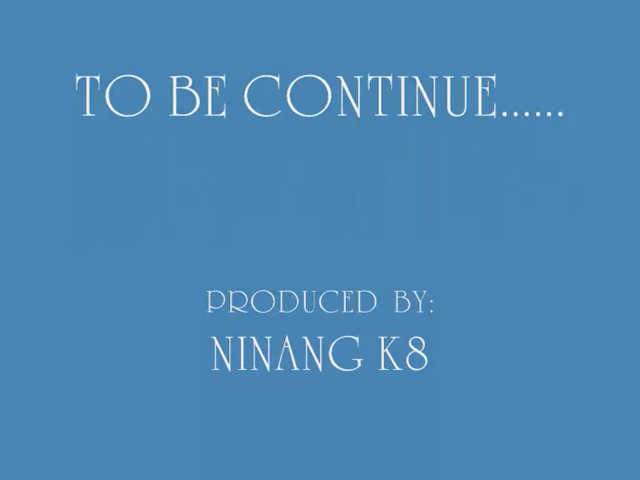 TO BE CONTINUE......
PRODUCED BY:
NINANG K8